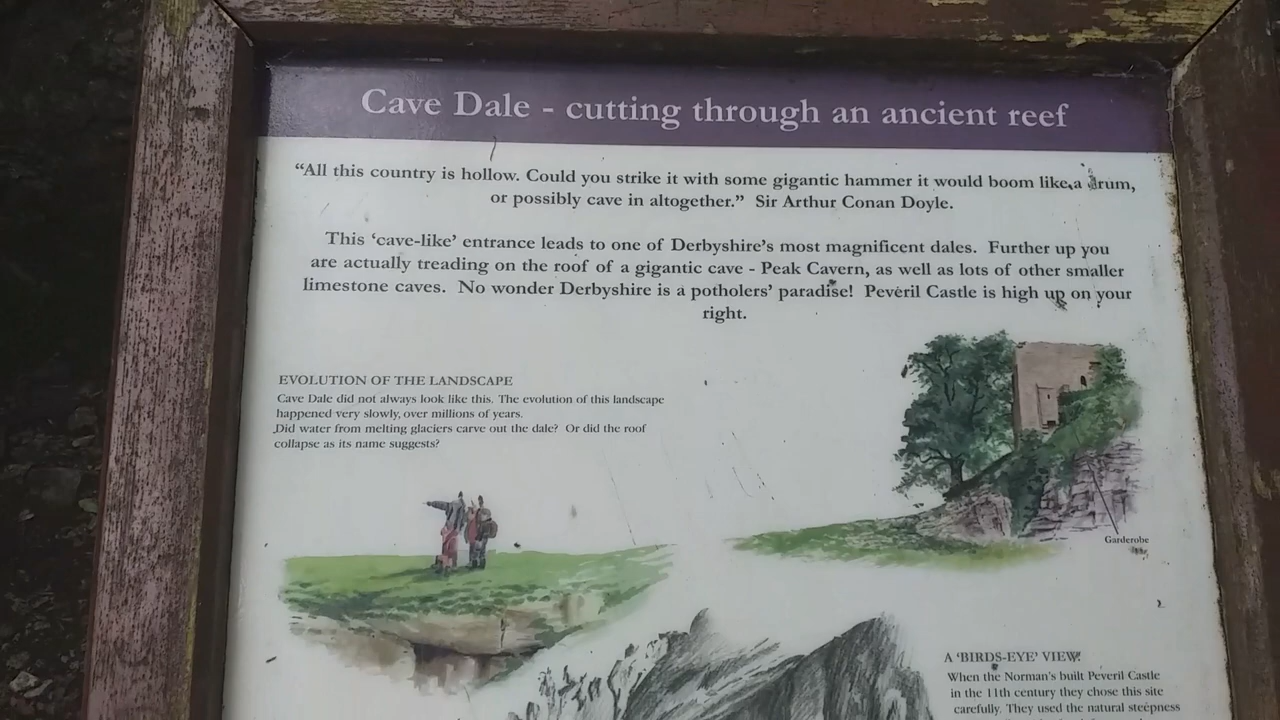 Cave Dale - cutting through an ancient reef
“All this country is hollow. Could you strike it with some gigantic hammer it would boom like a drum,
or possibly cave in altogether.” Sir Arthur Conan Doyle.
This ‘cave-like’ entrance leads to one of Derbyshire's most magnificent dales. Further up you
are actually treading on the roof of a gigantic cave - Peak Cavern, as well as lots of other smaller
limestone caves. No wonder Derbyshire is a potholers' paradise! Peveril Castle is high up on your
right.
EVOLUTION OF THE LANDSCAPE
Cave Dale did not always look like this. The evolution of this landscape
happened very slowly, over millions of years.
Did water from melting glaciers carve out the dale? Or did the roof
collapse as its name suggests?
Garderobe
A ‘BIRDS-EYE’ VIEW!
When the Norman's built Peveril Castle
in the 11th century they chose this site
carefully. They used the natural steepness